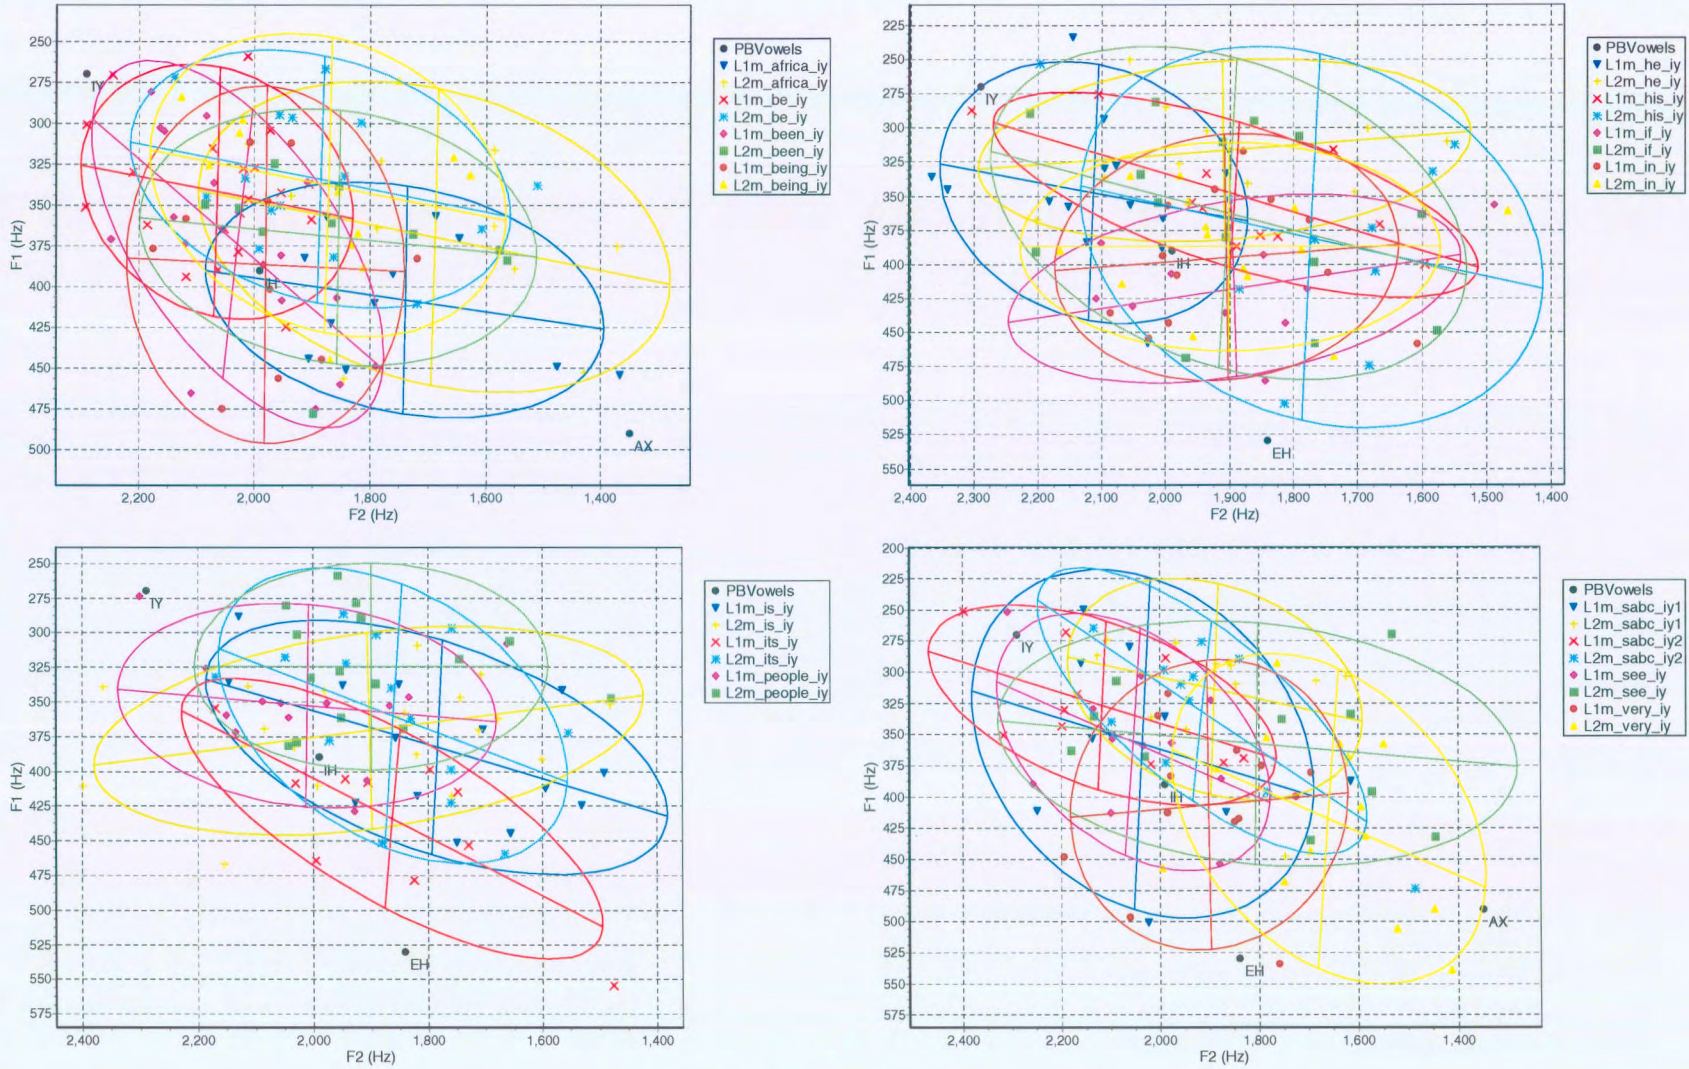 250
275
300
325
350
375
400
425
450
475
500
F1 (Hz)
2,200
2,000
1,800
1,600
1,400
F2 (Hz)
IY
IH
AX
PBVowels
L1m_africa_iy
L2m_africa_iy
L1m_be_iy
L2m_be_iy
L1m_been_iy
L2m_been_iy
L1m_being_iy
L2m_being_iy
225
250
275
300
325
350
375
400
425
450
475
500
525
550
F1 (Hz)
2,400
2,300
2,200
2,100
2,000
1,900
1,800
1,700
1,600
1,500
1,400
F2 (Hz)
IY
IH
EH
PBVowels
L1m_he_iy
L2m_he_iy
L1m_his_iy
L2m_his_iy
L1m_if_iy
L2m_if_iy
L1m_in_iy
L2m_in_iy
250
275
300
325
350
375
400
425
450
475
500
525
550
575
F1 (Hz)
2,400
2,200
2,000
1,800
1,600
1,400
F2 (Hz)
IY
IH
EH
PBVowels
L1m_is_iy
L2m_is_iy
L1m_its_iy
L2m_its_iy
L1m_people_iy
L2m_people_iy
200
225
250
275
300
325
350
375
400
425
450
475
500
525
550
575
F1 (Hz)
2,400
2,200
2,000
1,800
1,600
1,400
F2 (Hz)
IY
IH
AX
EH
PBVowels
L1m_sabc_iy1
L2m_sabc_iy1
L1m_sabc_iy2
L2m_sabc_iy2
L1m_see_iy
L2m_see_iy
L1m_very_iy
L2m_very_iy